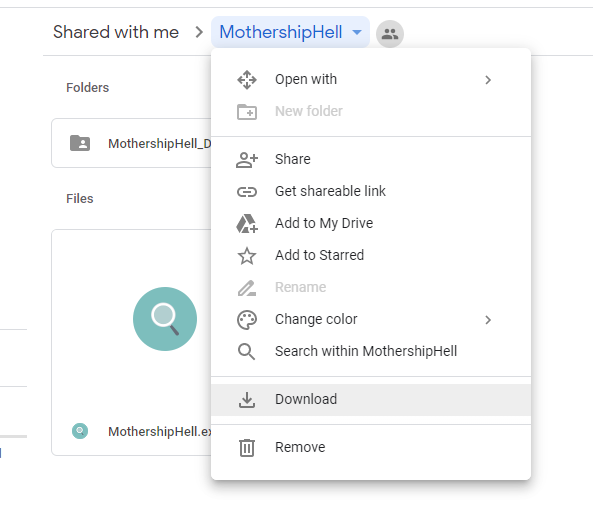 Shared with me > MothershipHell
Folders
MothershipHell_D
Files
MothershipHell.ex
Open with
New folder
Share
Get shareable link
Add to My Drive
Add to Starred
Rename
Change color
Search within MothershipHell
Download
Remove